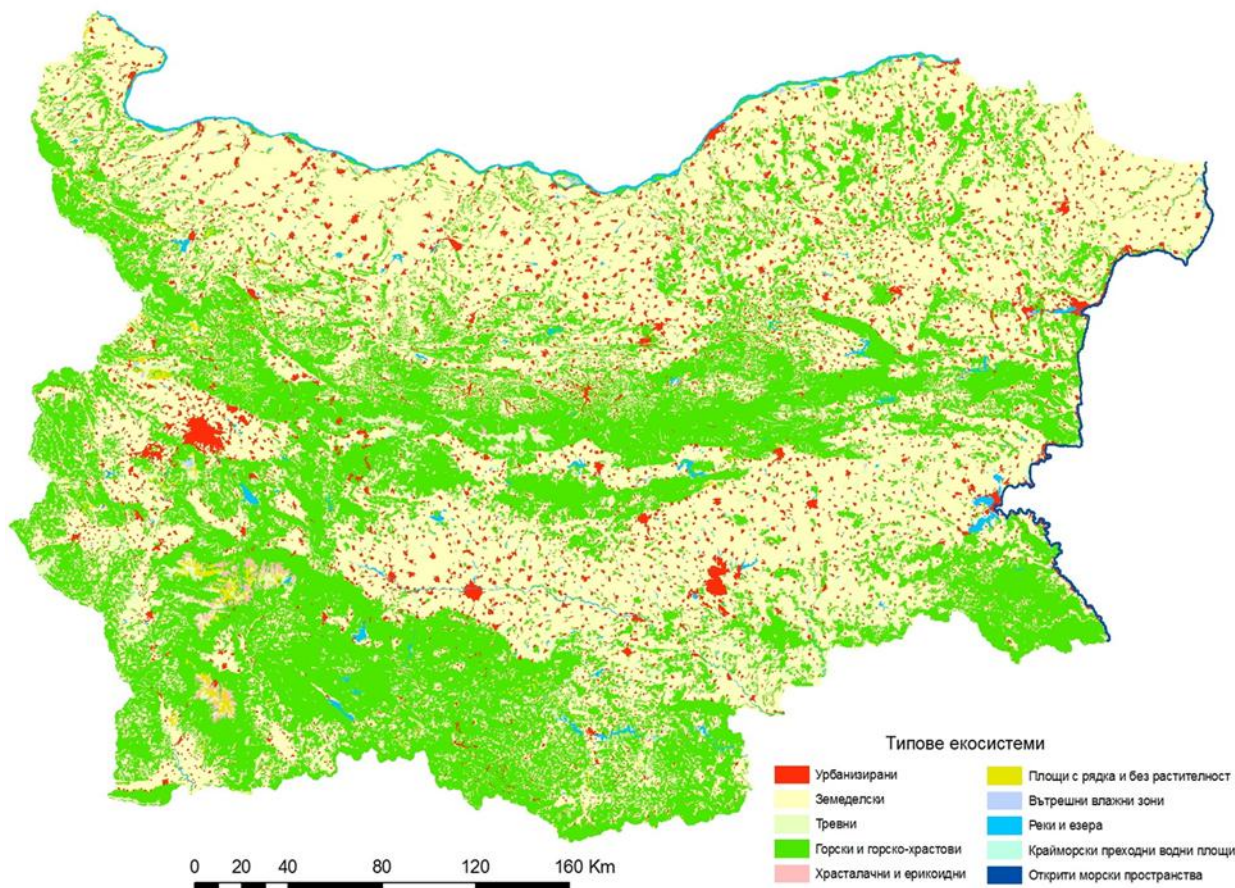 Типове екосистеми
Урбанизирани
Земеделски
Тревни
Горски и горско-храстови
Храсталачни и ерикоидни
Площи с рядка и без растителност
Вътрешни влажни зони
Реки и езера
Крайморски преходни водни площи
Открити морски пространства
0 20 40 80 120 160 Km